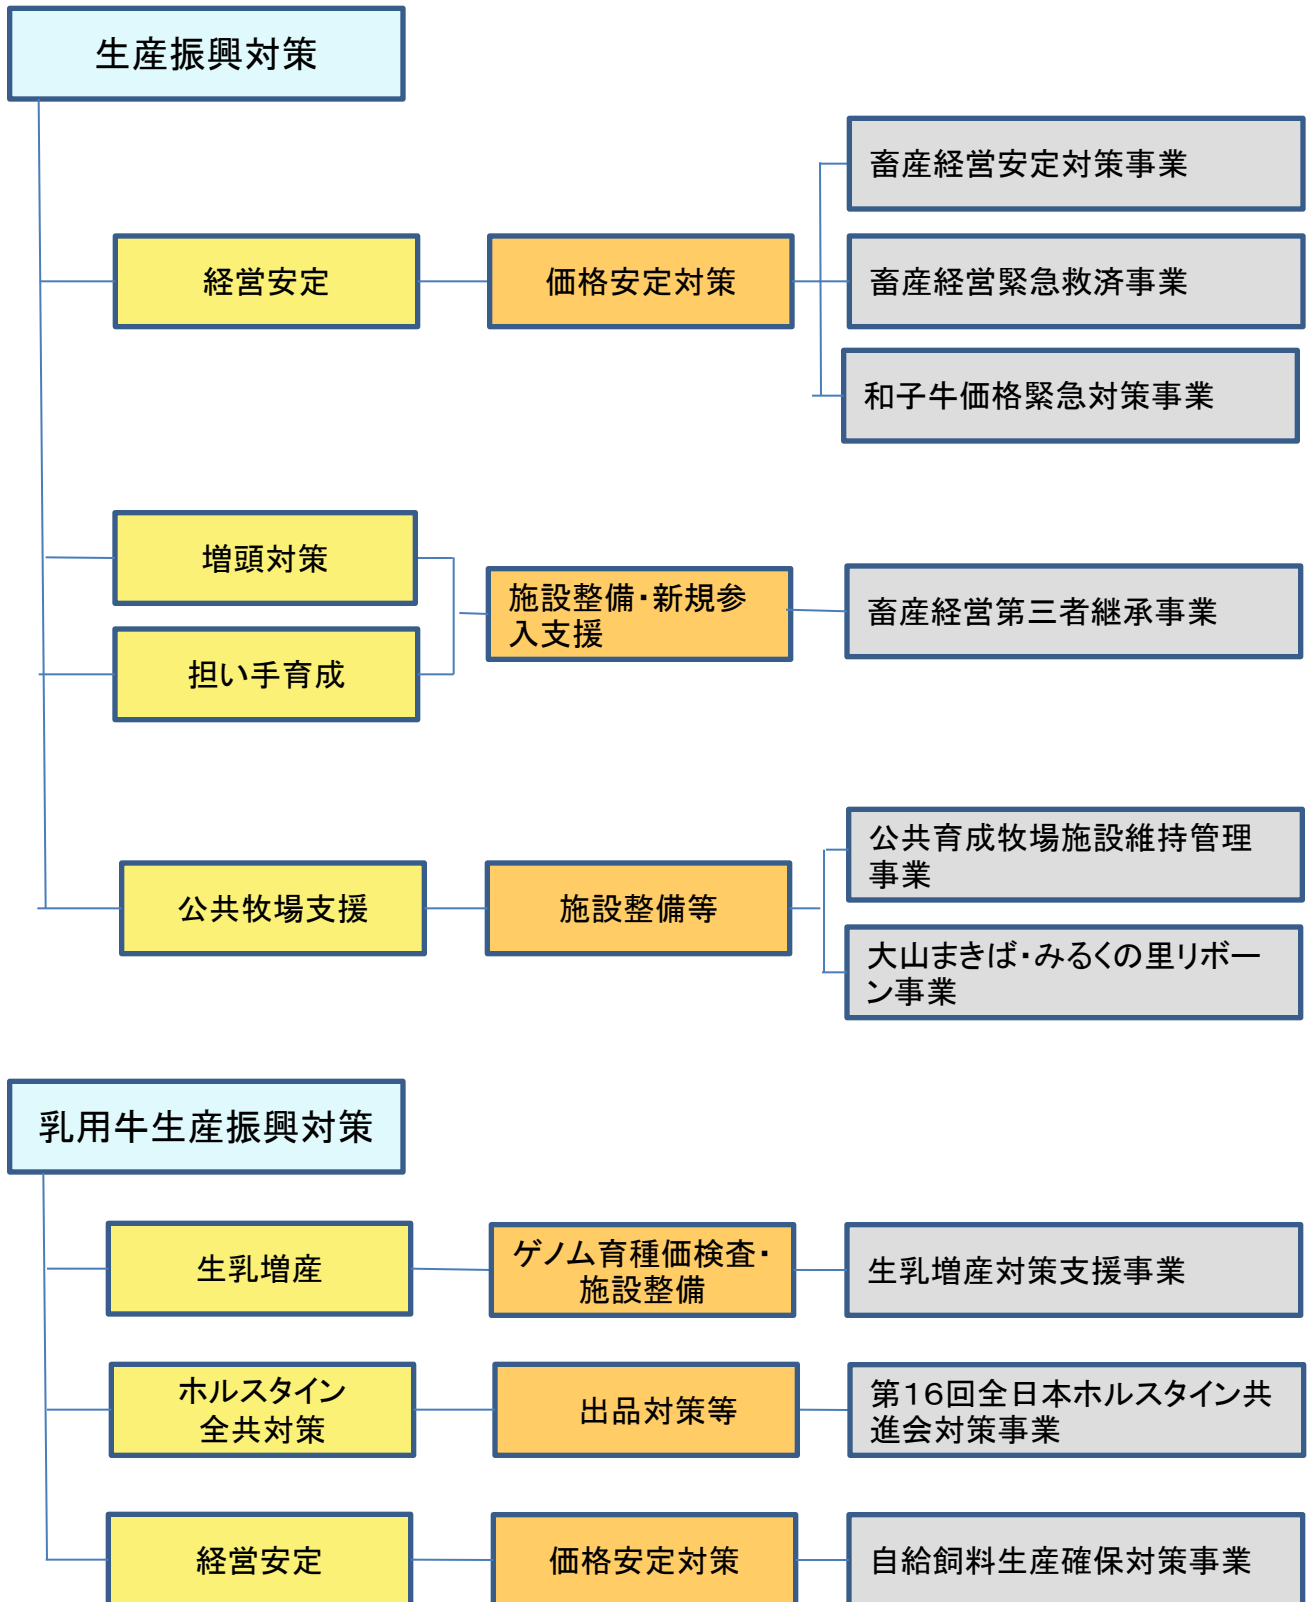 生産振興対策
畜産経営安定対策事業
経営安定
価格安定対策
畜産経営緊急救済事業
和子牛価格緊急対策事業
増頭対策
施設整備・新規参
入支援
畜産経営第三者継承事業
担い手育成
公共育成牧場施設維持管理
事業
公共牧場支援
施設整備等
大山まきば・みるくの里リボー
ン事業
乳用牛生産振興対策
生乳増産
ゲノム育種価検査・
施設整備
生乳増産対策支援事業
ホルスタイン
全共対策
出品対策等
第16回全日本ホルスタイン共
進会対策事業
経営安定
価格安定対策
自給飼料生産確保対策事業